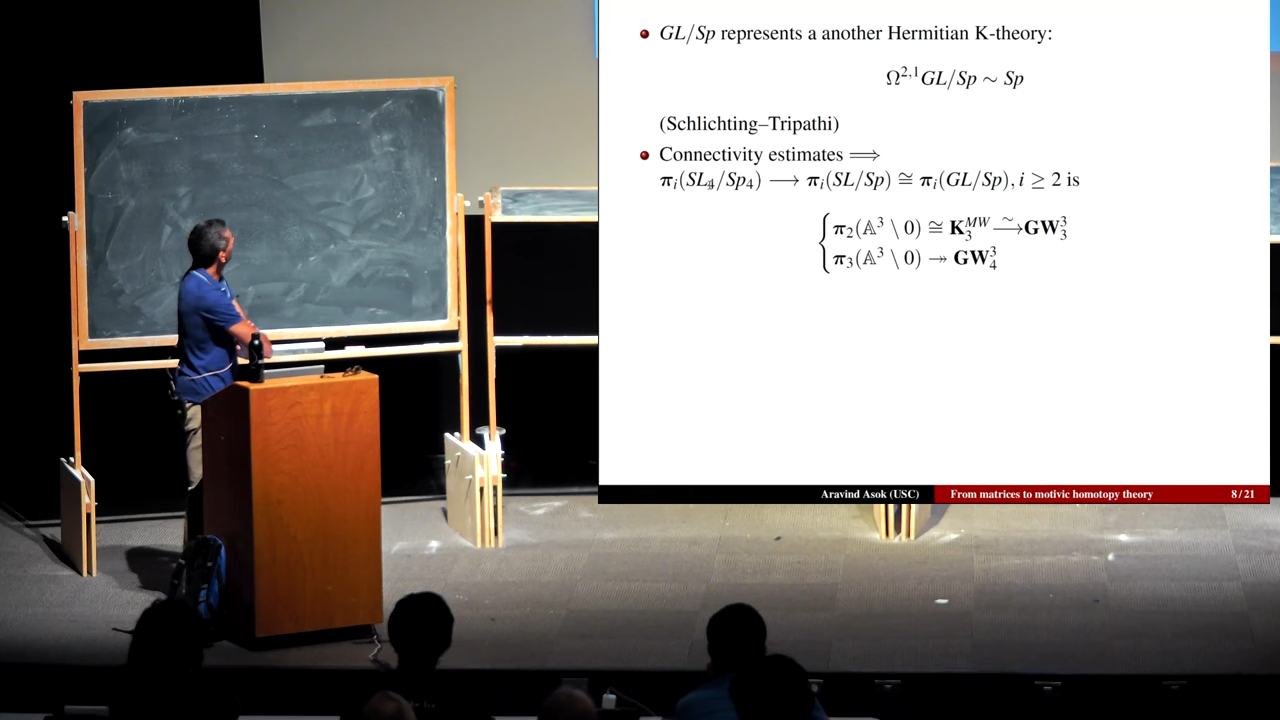 GL/Sp represents a another Hermitian K-theory:
Ω^{2,1}GL/Sp ∼ Sp
(Schlichting–Tripathi)
Connectivity estimates ⟹
π_i(SL_4/Sp_4) ⟶ π_i(SL/Sp) ≅ π_i(GL/Sp), i ≥ 2 is
π_2(𝔸^3 \ 0) ≅ K_3^{MW} ⟶^∼ GW_3^3
π_3(𝔸^3 \ 0) ↠ GW_4^3
Aravind Asok (USC) From matrices to motivic homotopy theory 8 / 21